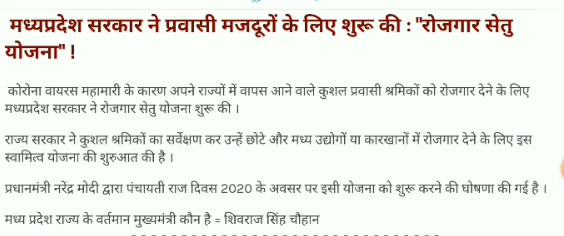 मध्यप्रदेश सरकार ने प्रवासी मजदूरों के लिए शुरू की : "रोजगार सेतु
योजना" !
कोरोना वायरस महामारी के कारण अपने राज्यों में वापस आने वाले कुशल प्रवासी श्रमिकों को रोजगार देने के लिए
मध्यप्रदेश सरकार ने रोजगार सेतु योजना शुरू की ।
राज्य सरकार ने कुशल श्रमिकों का सर्वेक्षण कर उन्हें छोटे और मध्य उद्योगों या कारखानों में रोजगार देने के लिए इस
स्वामित्व योजना की शुरुआत की है ।
प्रधानमंत्री नरेंद्र मोदी द्वारा पंचायती राज दिवस 2020 के अवसर पर इसी योजना को शुरू करने की घोषणा की गई है ।
मध्य प्रदेश राज्य के वर्तमान मुख्यमंत्री कौन है = शिवराज सिंह चौहान